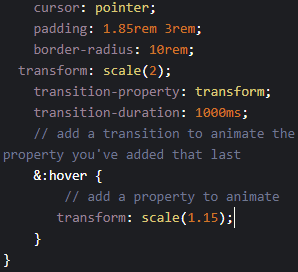 cursor: pointer;
padding: 1.85rem 3rem;
border-radius: 10rem;
transform: scale(2);
transition-property: transform;
transition-duration: 1000ms;
// add a transition to animate the
property you've added that last
&:hover {
// add a property to animate
transform: scale(1.15);
}
}